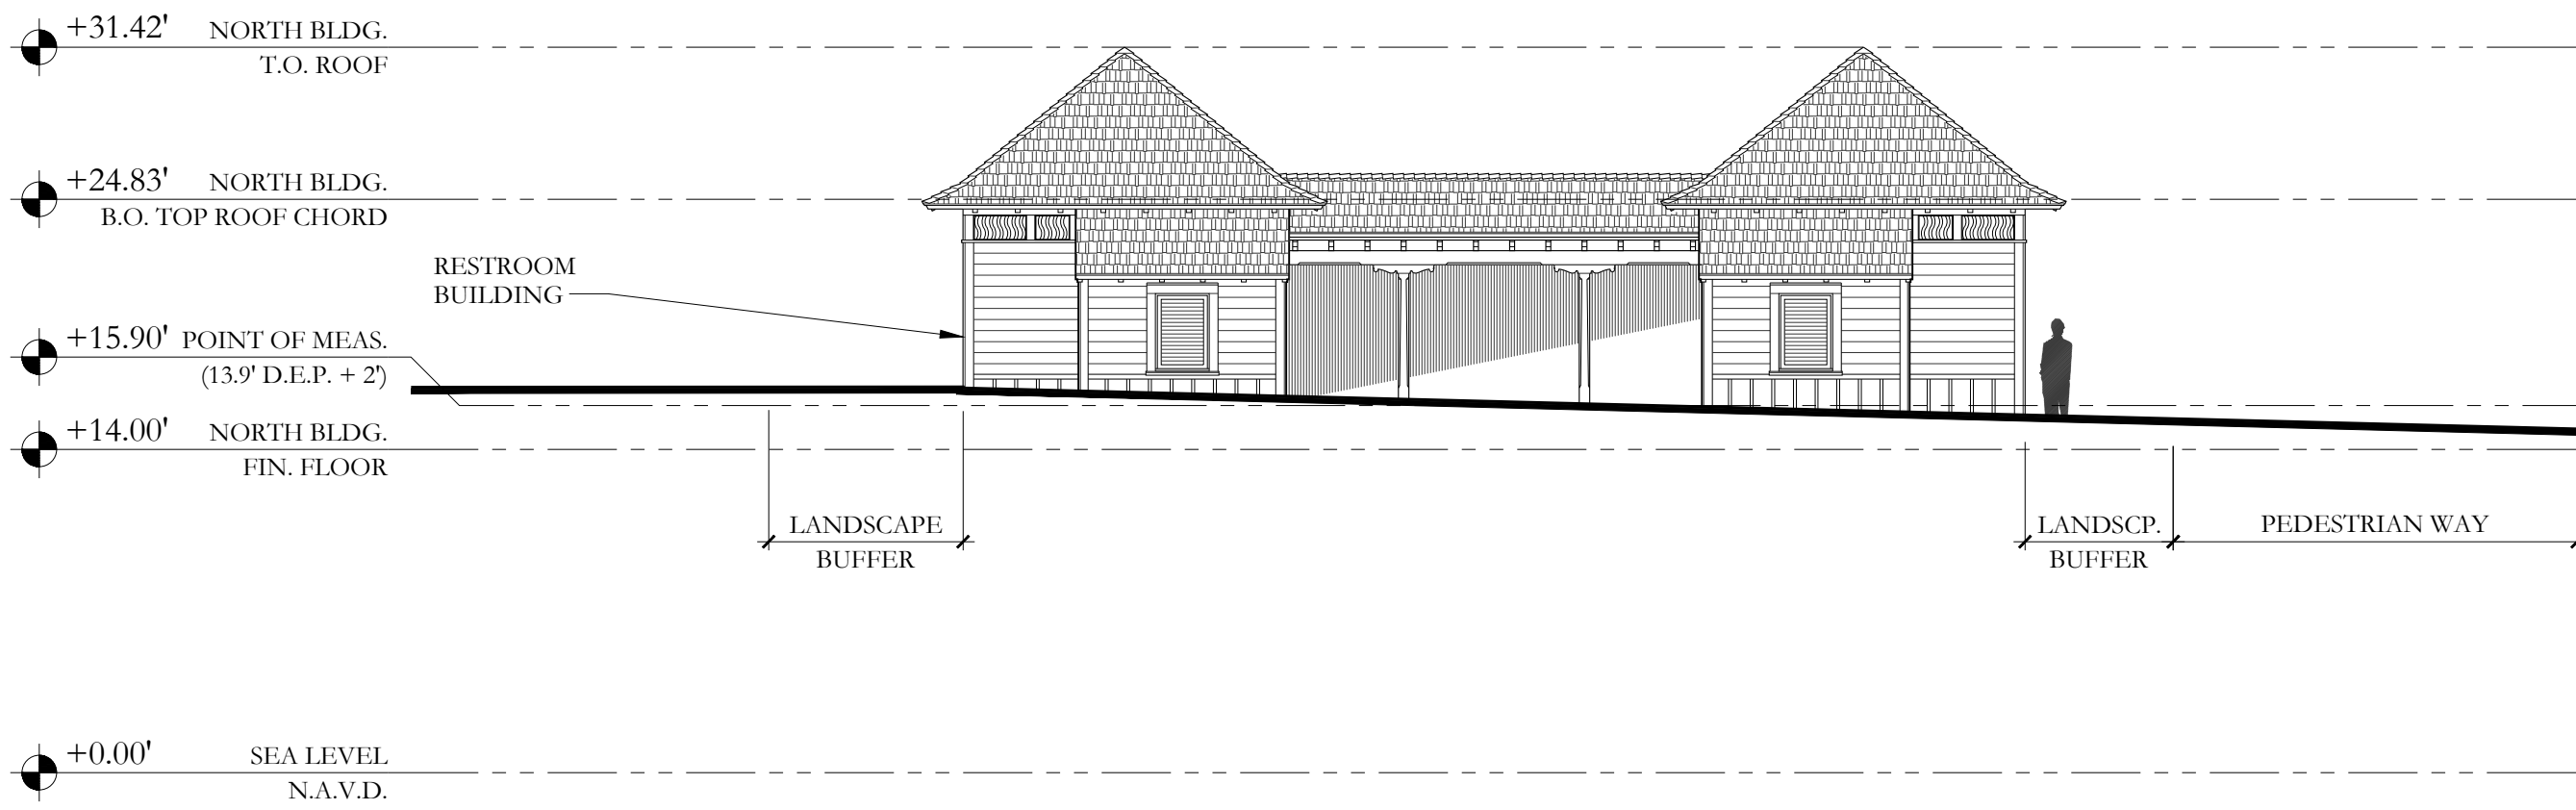 +31.42' NORTH BLDG.
T.O. ROOF
+24.83' NORTH BLDG.
B.O. TOP ROOF CHORD
RESTROOM
BUILDING
+15.90' POINT OF MEAS.
(13.9' D.E.P. + 2')
+14.00' NORTH BLDG.
FIN. FLOOR
LANDSCAPE
BUFFER
LANDSCP.
BUFFER
PEDESTRIAN WAY
+0.00' SEA LEVEL
N.A.V.D.